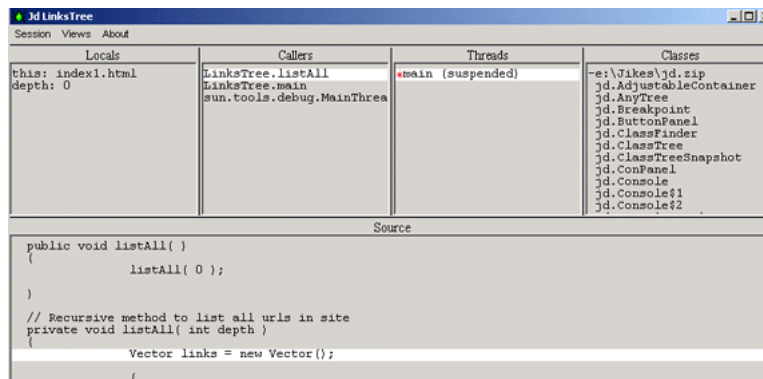 Jd LinksTree
Session Views About
Locals
this: index1.html
depth: 0
Callers
LinksTree.listAll
LinksTree.main
sun.tools.debug.MainThrea
Threads
*main (suspended)
Classes
-e:\Jikes\jd.zip
jd.AdjustableContainer
jd.AnyTree
jd.Breakpoint
jd.ButtonPanel
jd.ClassFinder
jd.ClassTree
jd.ClassTreeSnapshot
jd.ConPanel
jd.Console
jd.Console$1
jd.Console$2
Source
public void listAll( )
{
listAll( 0 );
}
// Recursive method to list all urls in site
private void listAll( int depth )
{
Vector links = new Vector();